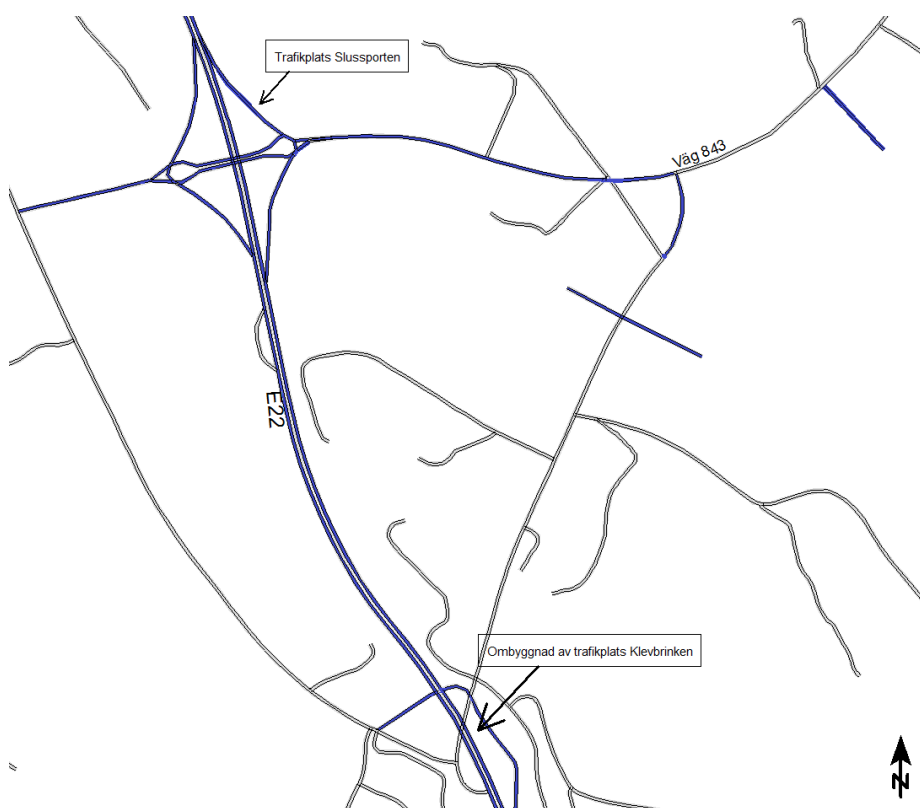 Trafikplats Slussporten
Väg 843
E22
Ombyggnad av trafikplats Klevbrinken
N